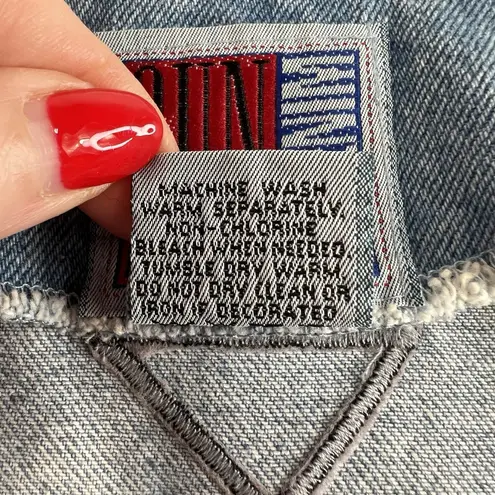 MACHINE WASH
WARM SEPARATELY.
NON-CHLORINE
BLEACH WHEN NEEDED.
TUMBLE DRY WARM.
DO NOT DRY CLEAN OR
IRON IF DECORATED